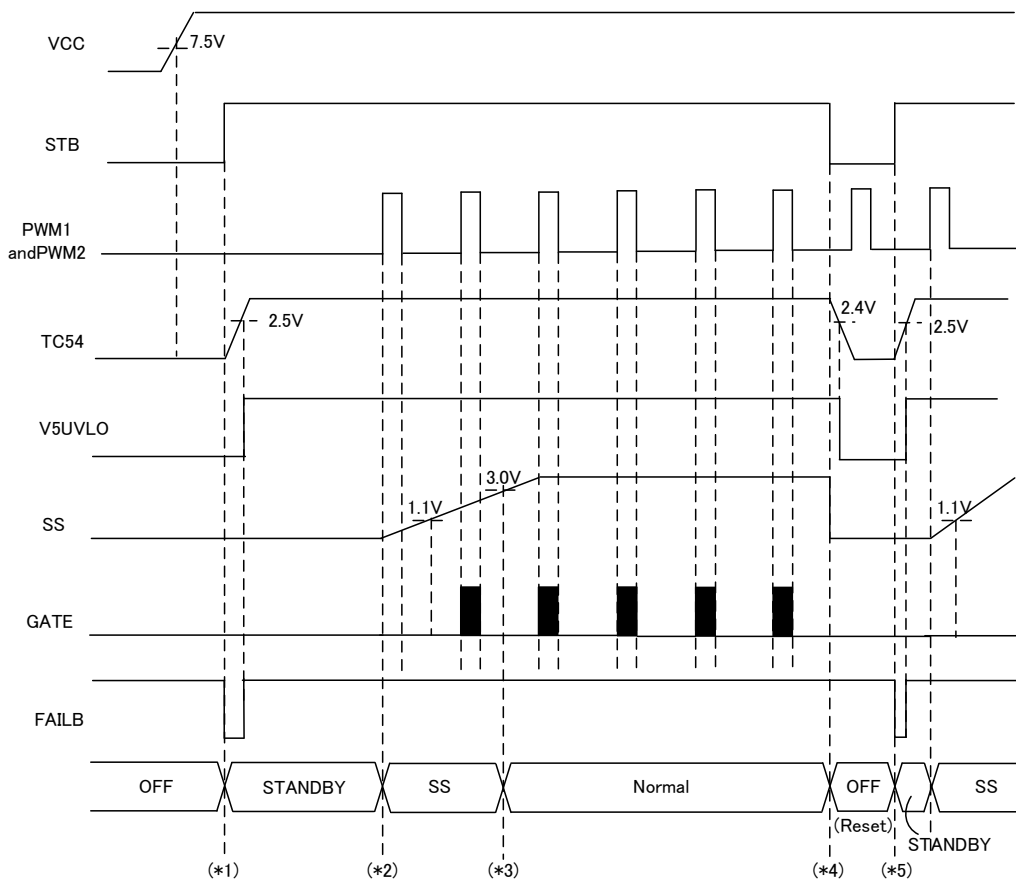 VCC
7.5V
STB
PWM1
andPWM2
TC54
2.5V
2.4V
2.5V
V5UVLO
SS
1.1V
3.0V
1.1V
GATE
FAILB
OFF
STANDBY
SS
Normal
OFF
SS
(Reset)
STANDBY
(*1)
(*2)
(*3)
(*4)
(*5)